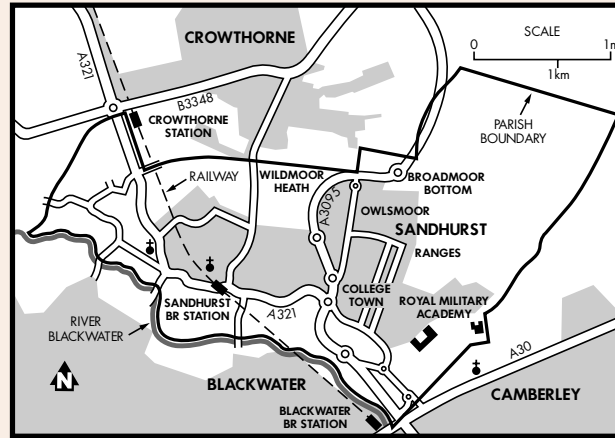 CROWTHORNE
A321
B3348
CROWTHORNE
STATION
SCALE
0
1m
1km
PARISH
BOUNDARY
RAILWAY
WILDMOOR
HEATH
BROADMOOR
BOTTOM
A3095
OWLSMOOR
SANDHURST
RANGES
SANDHURST
BR STATION
A321
COLLEGE
TOWN
ROYAL MILITARY
ACADEMY
RIVER
BLACKWATER
N
BLACKWATER
A30
CAMBERLEY
BLACKWATER
BR STATION